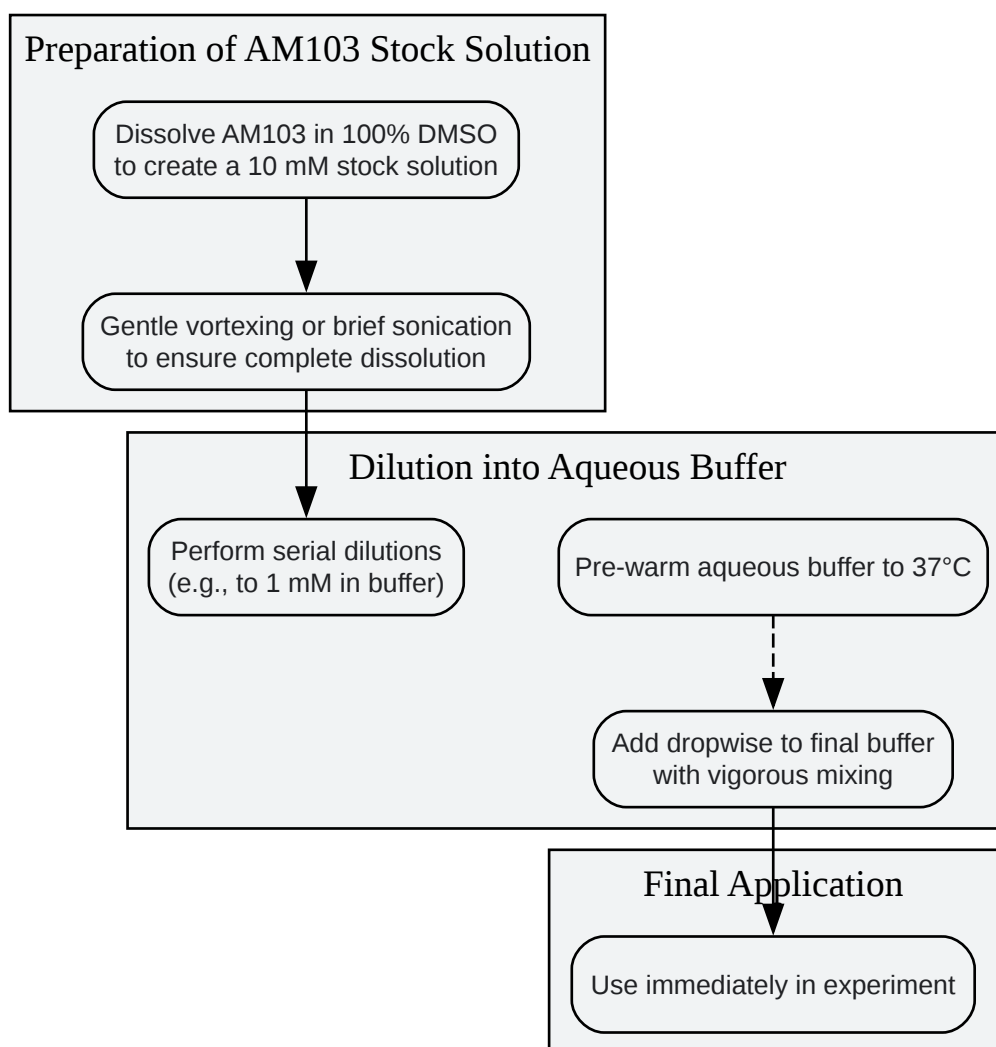 Preparation of AM103 Stock Solution
Dissolve AM103 in 100% DMSO
to create a 10 mM stock solution
Gentle vortexing or brief sonication
to ensure complete dissolution
Dilution into Aqueous Buffer
Perform serial dilutions
(e.g., to 1 mM in buffer)
Pre-warm aqueous buffer to 37°C
Add dropwise to final buffer
with vigorous mixing
Final Application
Use immediately in experiment